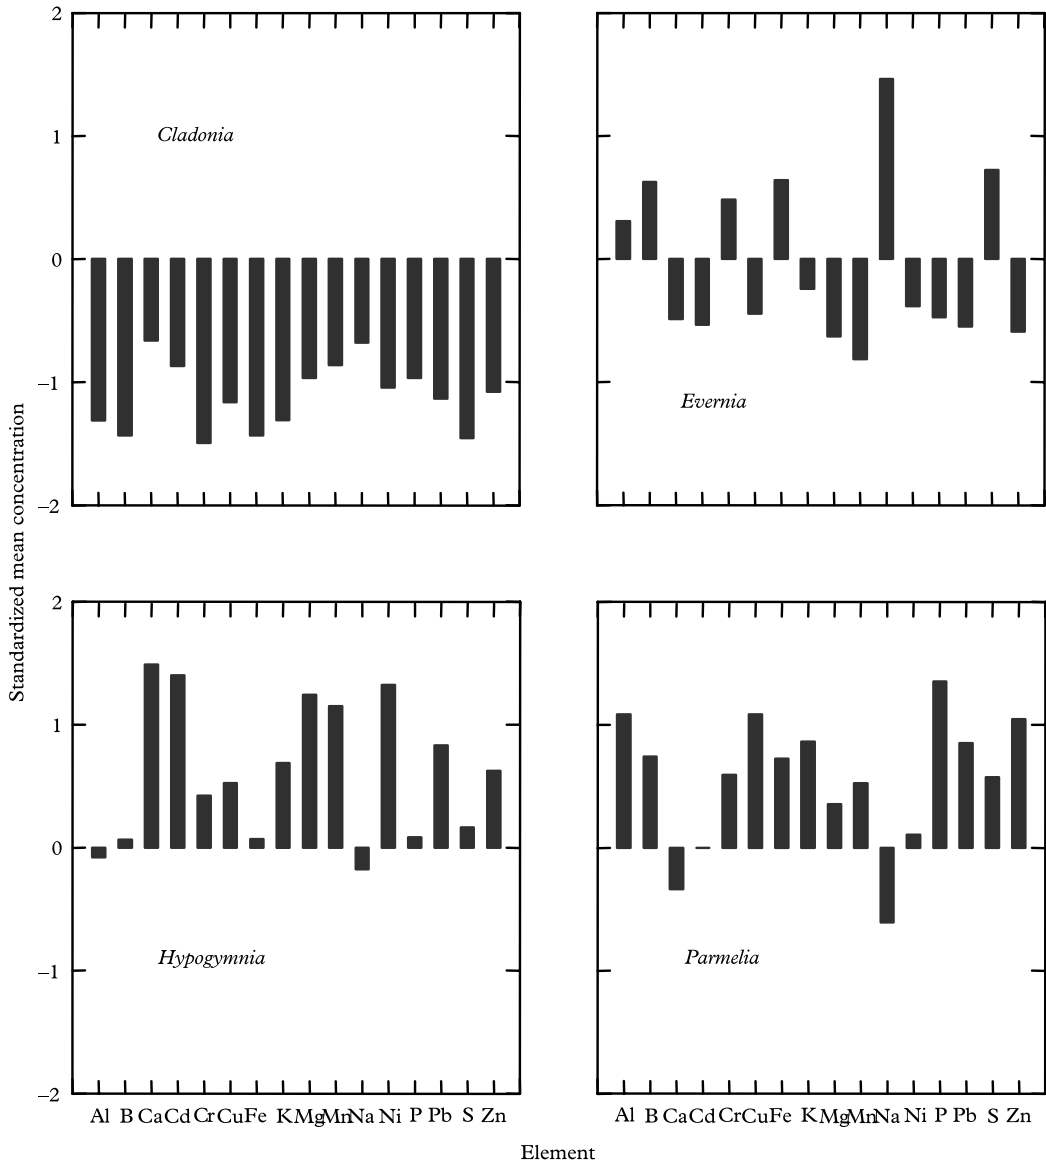 2
1
Cladonia
0
–1
Evernia
–2
Standardized mean concentration
2
1
0
Hypogymnia
Parmelia
–1
–2
Al B Ca Cd Cr Cu Fe K Mg Mn Na Ni P Pb S Zn
Al B Ca Cd Cr Cu Fe K Mg Mn Na Ni P Pb S Zn
Element